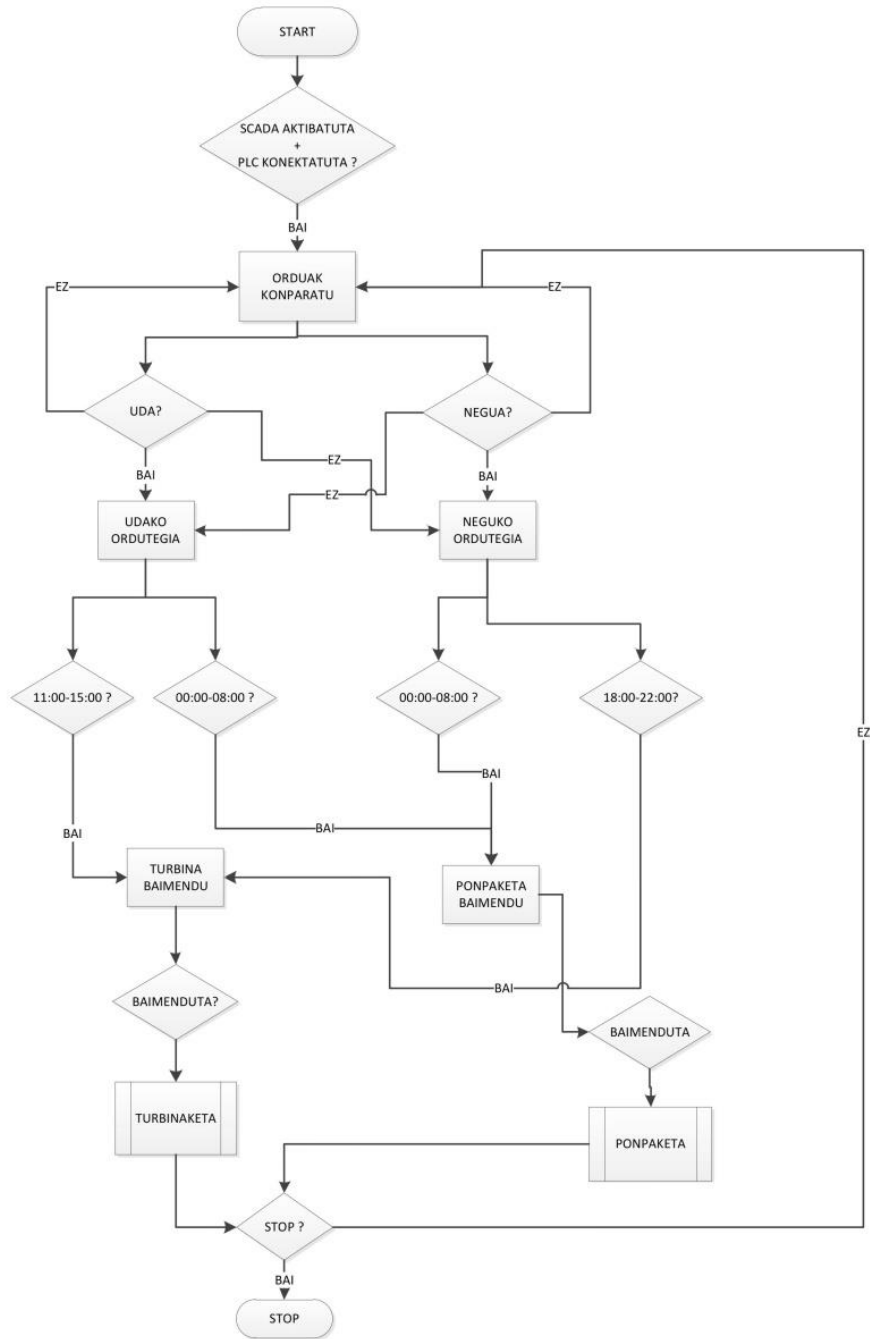 START
SCADA AKTIBATUTA
+
PLC KONEKTATUTA ?
BAI
ORDUAK
KONPARATU
EZ
EZ
UDA?
NEGUA?
EZ
BAI
BAI
EZ
UDAKO
ORDUTEGIA
NEGUKO
ORDUTEGIA
11:00-15:00 ?
00:00-08:00 ?
00:00-08:00 ?
18:00-22:00?
EZ
BAI
BAI
BAI
TURBINA
BAIMENDU
PONPAKETA
BAIMENDU
BAI
BAIMENDUTA?
BAIMENDUTA
TURBINAKETA
PONPAKETA
STOP ?
BAI
STOP